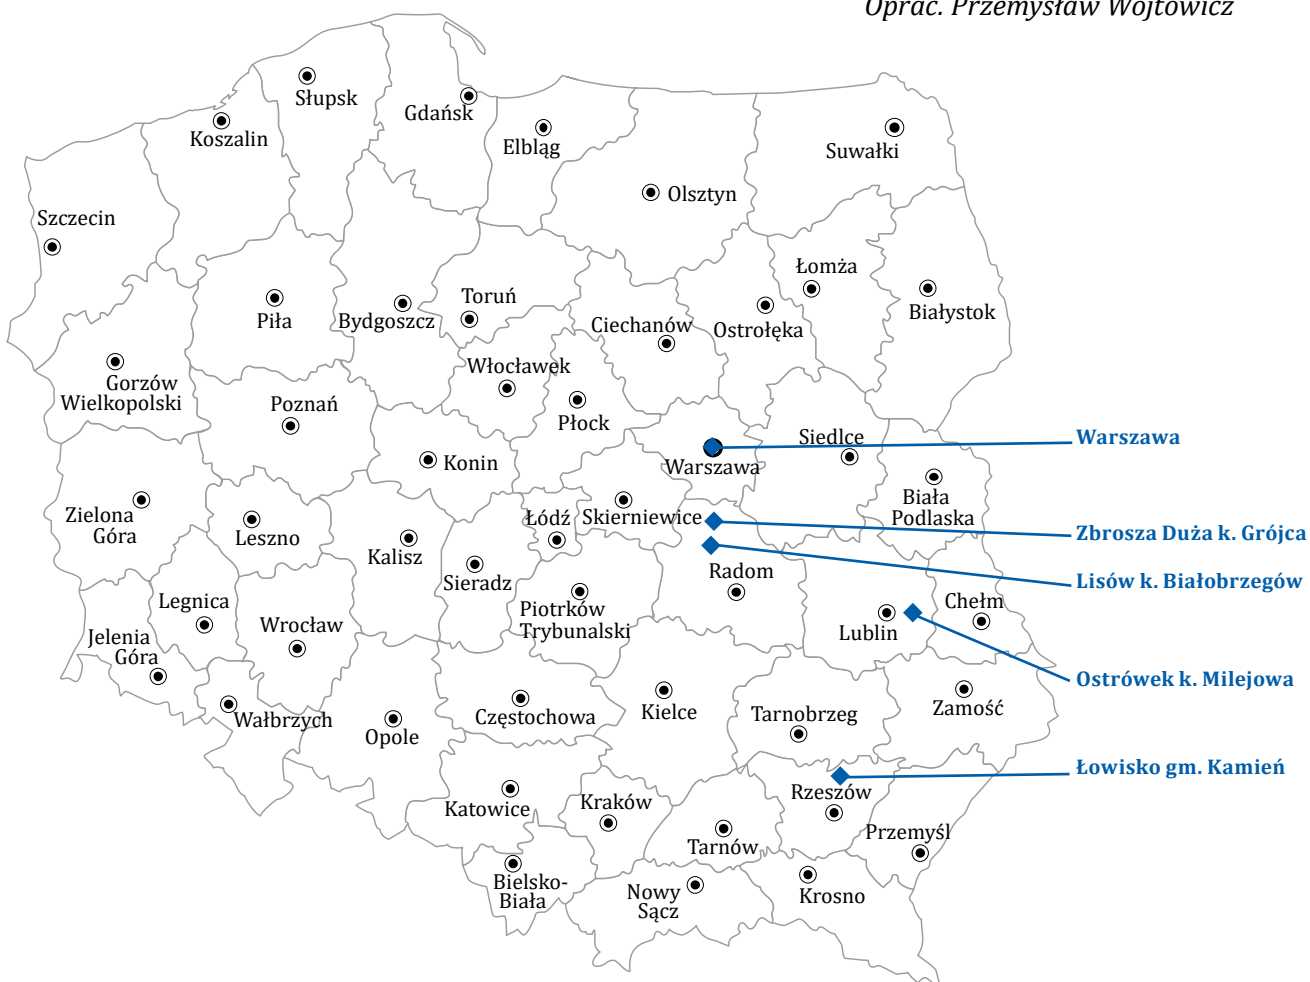 Oprac. Przemysław Wojtowicz
Słupsk
Gdańsk
Koszalin
Elbląg
Suwałki
Olsztyn
Szczecin
Łomża
Toruń
Białystok
Piła
Bydgoszcz
Ciechanów
Ostrołęka
Włocławek
Gorzów
Wielkopolski
Poznań
Płock
Siedlce
Warszawa
Konin
Warszawa
Biała
Podlaska
Zielona
Góra
Leszno
Łódź
Skierniewice
Zbrosza Duża k. Grójca
Kalisz
Sieradz
Radom
Lisów k. Białobrzegów
Legnica
Piotrków
Trybunalski
Chełm
Wrocław
Lublin
Jelenia
Góra
Ostrówek k. Milejowa
Wałbrzych
Częstochowa
Kielce
Tarnobrzeg
Zamość
Opole
Łowisko gm. Kamień
Katowice
Kraków
Rzeszów
Tarnów
Przemyśl
Bielsko-
Biała
Nowy
Sącz
Krosno